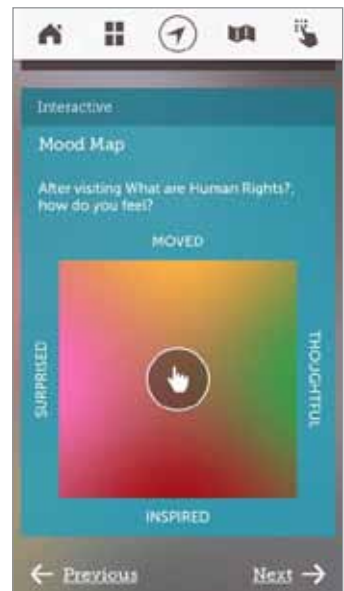 Interactive
Mood Map
After visiting What are Human Rights?,
how do you feel?
MOVED
SURPRISED
THOUGHTFUL
INSPIRED
← Previous
Next →